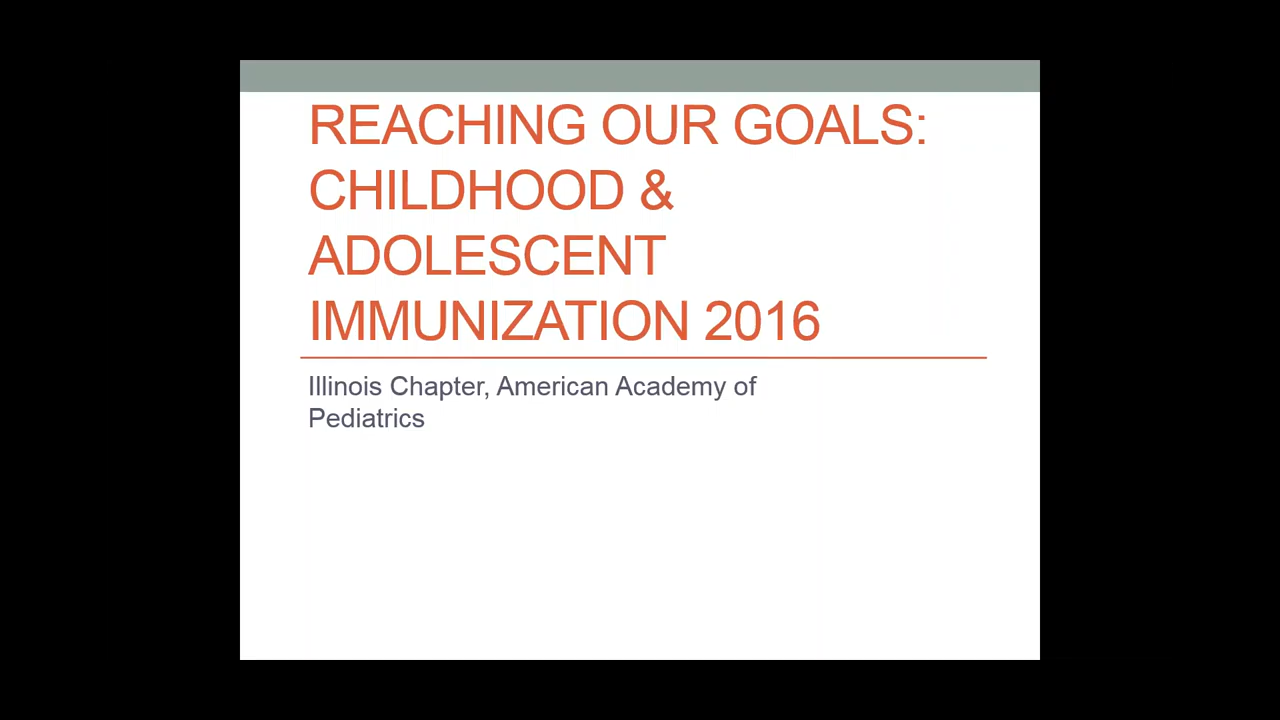 REACHING OUR GOALS:
CHILDHOOD &
ADOLESCENT
IMMUNIZATION 2016
Illinois Chapter, American Academy of
Pediatrics